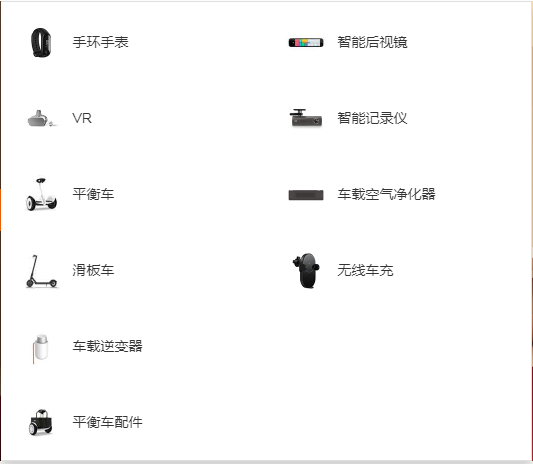 手环手表
VR
平衡车
滑板车
车载逆变器
平衡车配件
智能后视镜
智能记录仪
车载空气净化器
无线车充